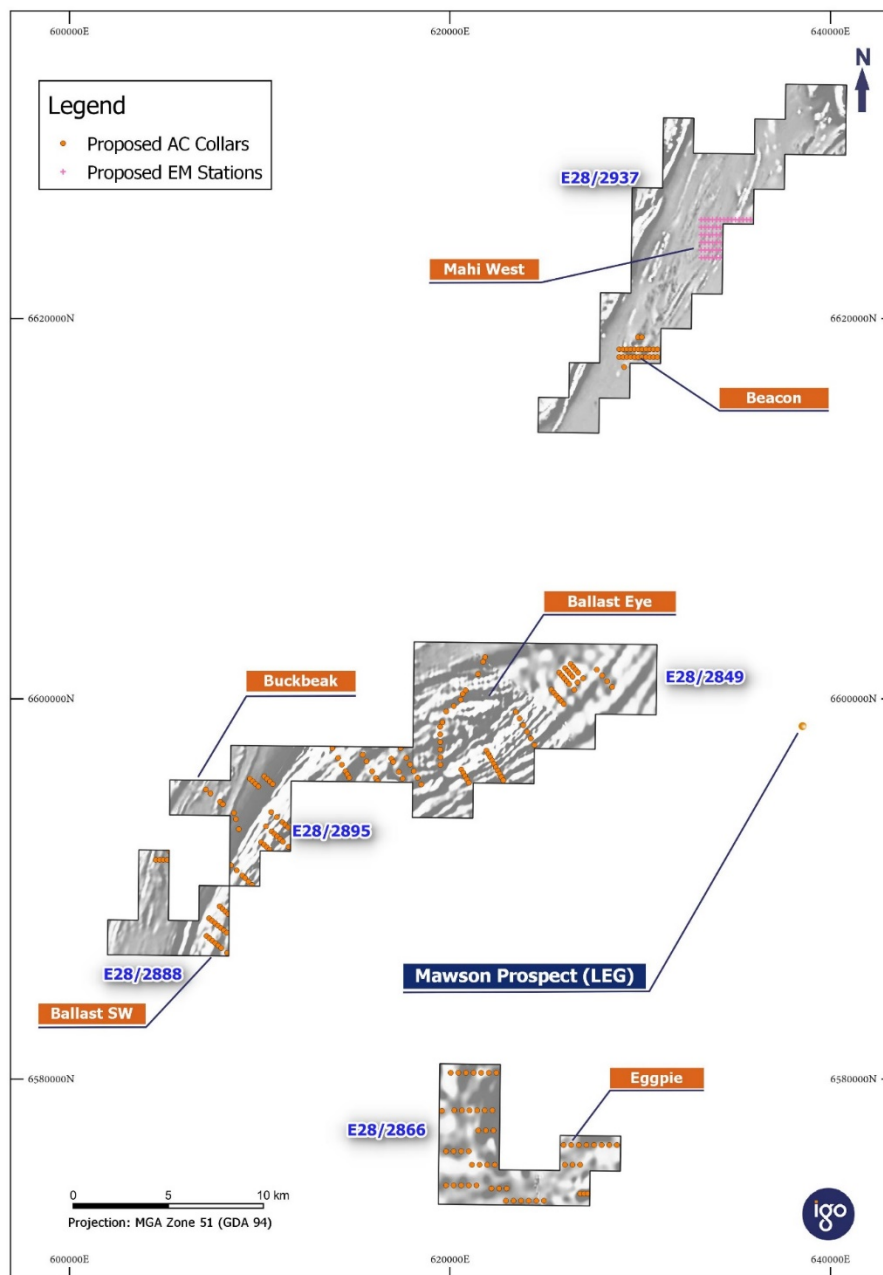 600000E
620000E
640000E
N
Legend
Proposed AC Collars
Proposed EM Stations
E28/2937
Mahi West
6620000N
6620000N
Beacon
Ballast Eye
Buckbeak
E28/2849
6600000N
6600000N
E28/2895
E28/2888
Mawson Prospect (LEG)
Ballast SW
6580000N
6580000N
Eggpie
E28/2866
0 5 10 km
Projection: MGA Zone 51 (GDA 94)
igo
600000E
620000E
640000E